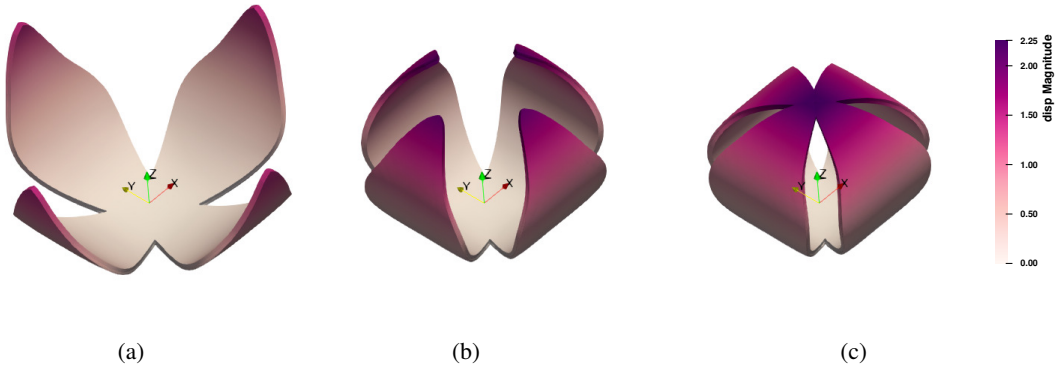 Z
Y
X
Z
Y
X
Z
Y
X
2.25
2.00
1.50
1.00
0.50
0.00
disp Magnitude
(a)
(b)
(c)